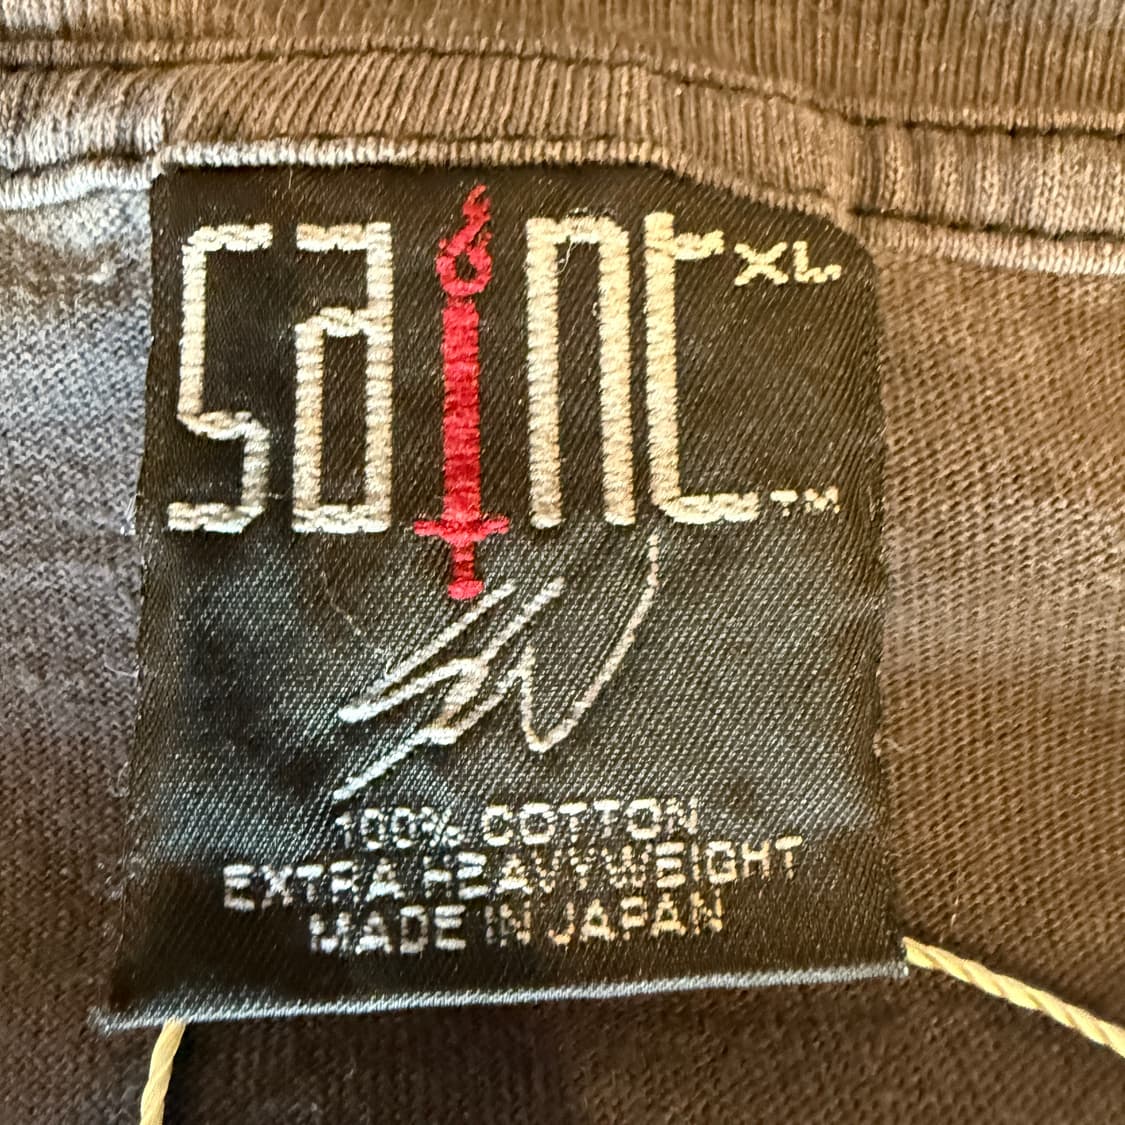 saint XL
TM
100% COTTON
EXTRA HEAVYWEIGHT
MADE IN JAPAN